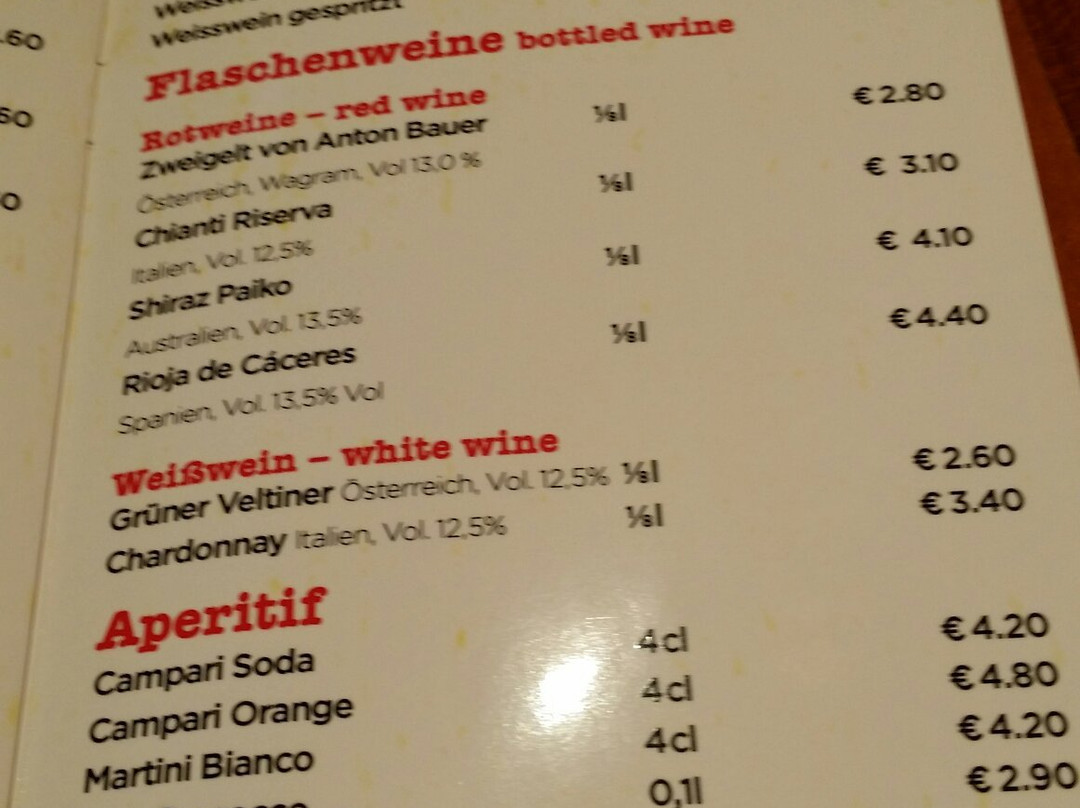 Weisswein gespritzt
Flaschenweine bottled wine
Rotweine – red wine
Zweigelt von Anton Bauer ⅛l € 2.80
Österreich, Wagram, Vol 13,0 %
Chianti Riserva ⅛l € 3.10
Italien, Vol. 12,5%
Shiraz Paiko ⅛l € 4.10
Australien, Vol. 13,5%
Rioja de Cáceres ⅛l € 4.40
Spanien, Vol. 13,5% Vol
Weißwein – white wine
Grüner Veltiner Österreich, Vol. 12,5% ⅛l € 2.60
Chardonnay Italien, Vol. 12,5% ⅛l € 3.40
Aperitif
Campari Soda 4cl € 4.20
Campari Orange 4cl € 4.80
Martini Bianco 4cl € 4.20
0,1l € 2.90